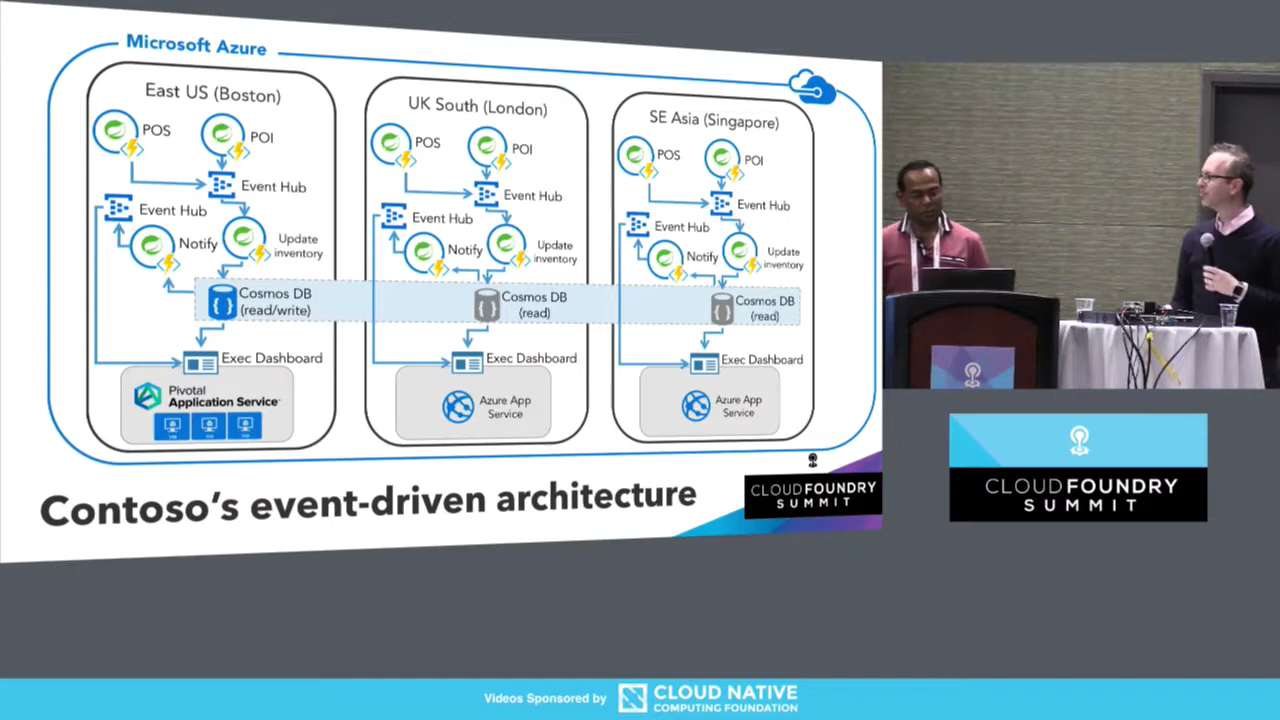 Microsoft Azure
East US (Boston)
POS
POI
Event Hub
Event Hub
Notify
Update
inventory
Cosmos DB
(read/write)
Exec Dashboard
Pivotal
Application Service
VM
VM
VM
UK South (London)
POS
POI
Event Hub
Event Hub
Notify
Update
inventory
Cosmos DB
(read)
Exec Dashboard
Azure App
Service
SE Asia (Singapore)
POS
POI
Event Hub
Event Hub
Notify
Update
inventory
Cosmos DB
(read)
Exec Dashboard
Azure App
Service
Contoso's event-driven architecture
CLOUDFOUNDRY
SUMMIT
CLOUDFOUNDRY
SUMMIT
Videos Sponsored by
CLOUD NATIVE
COMPUTING FOUNDATION